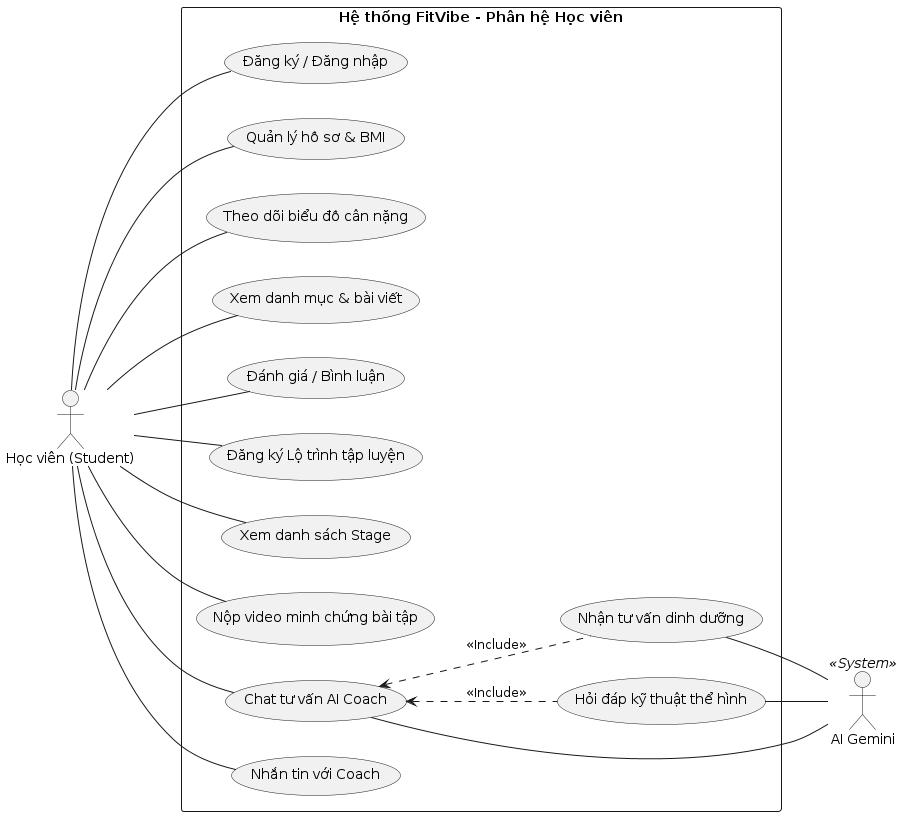 Hệ thống FitVibe - Phân hệ Học viên
Đăng ký / Đăng nhập
Quản lý hồ sơ & BMI
Theo dõi biểu đồ cân nặng
Xem danh mục & bài viết
Đánh giá / Bình luận
Học viên (Student)
Đăng ký Lộ trình tập luyện
Xem danh sách Stage
Nộp video minh chứng bài tập
Nhận tư vấn dinh dưỡng
«Include»
«System»
Chat tư vấn AI Coach
«Include»
Hỏi đáp kỹ thuật thể hình
AI Gemini
Nhắn tin với Coach